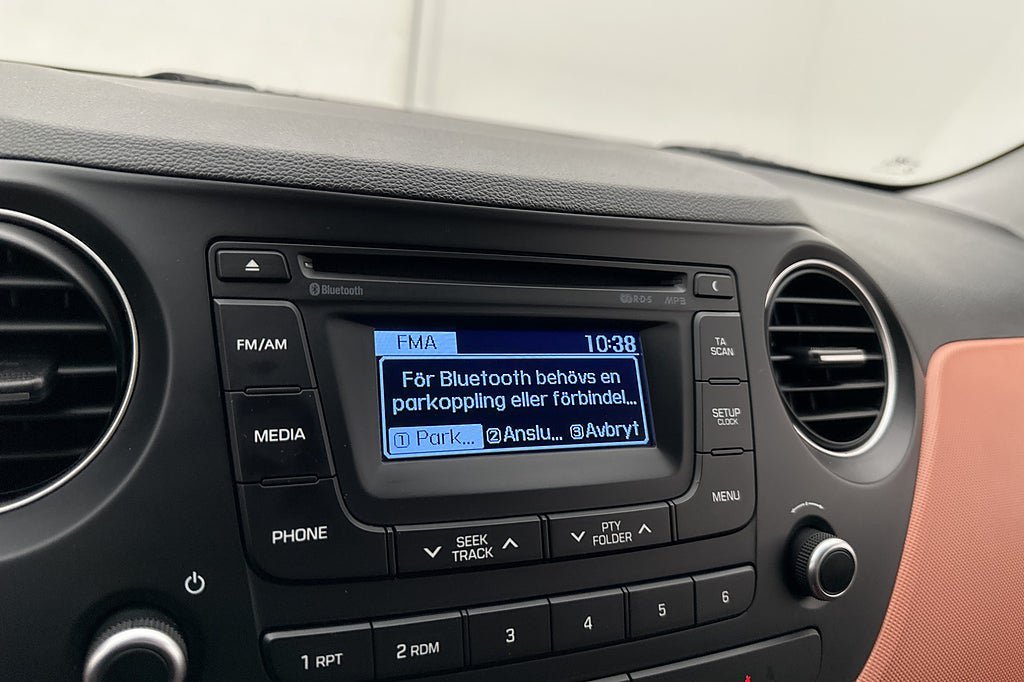 Bluetooth
R·D·S MP3
FM/AM
MEDIA
PHONE
FMA 10:38
För Bluetooth behövs en
parkoppling eller förbindel...
1 Park... 2 Anslu... 3 Avbryt
TA
SCAN
SETUP
CLOCK
MENU
SEEK
TRACK
PTY
FOLDER
1 RPT 2 RDM 3 4 5 6